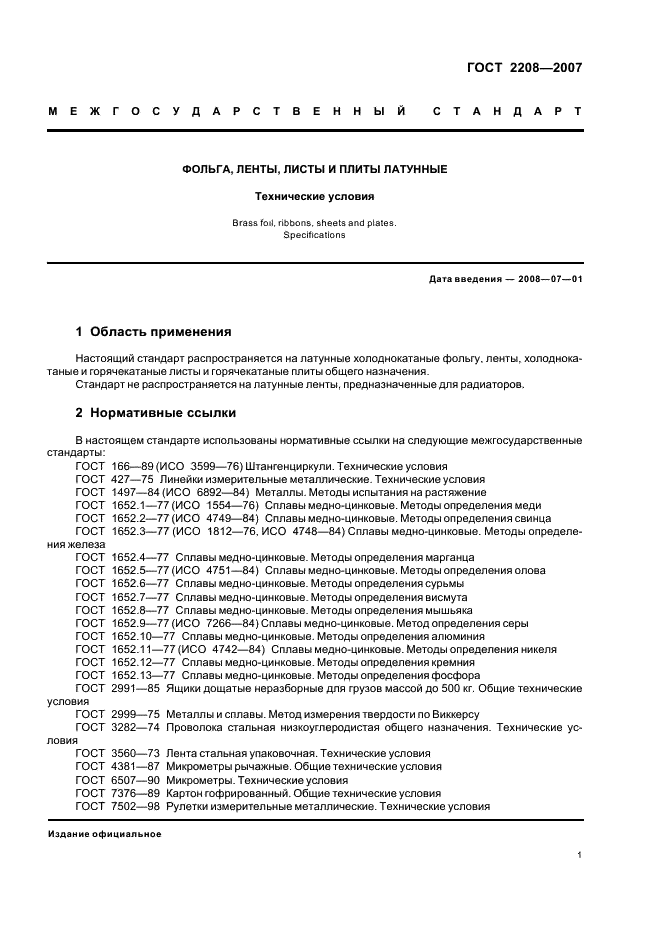 ГОСТ 2208—2007
МЕЖГОСУДАРСТВЕННЫЙ СТАНДАРТ
ФОЛЬГА, ЛЕНТЫ, ЛИСТЫ И ПЛИТЫ ЛАТУННЫЕ
Технические условия
Brass foil, ribbons, sheets and plates.
Specifications
Дата введения — 2008—07—01
1 Область применения
Настоящий стандарт распространяется на латунные холоднокатаные фольгу, ленты, холоднока-
таные и горячекатаные листы и горячекатаные плиты общего назначения.
Стандарт не распространяется на латунные ленты, предназначенные для радиаторов.
2 Нормативные ссылки
В настоящем стандарте использованы нормативные ссылки на следующие межгосударственные
стандарты:
ГОСТ 166—89 (ИСО 3599—76) Штангенциркули. Технические условия
ГОСТ 427—75 Линейки измерительные металлические. Технические условия
ГОСТ 1497—84 (ИСО 6892—84) Металлы. Методы испытания на растяжение
ГОСТ 1652.1—77 (ИСО 1554—76) Сплавы медно-цинковые. Методы определения меди
ГОСТ 1652.2—77 (ИСО 4749—84) Сплавы медно-цинковые. Методы определения свинца
ГОСТ 1652.3—77 (ИСО 1812—76, ИСО 4748—84) Сплавы медно-цинковые. Методы определе-
ния железа
ГОСТ 1652.4—77 Сплавы медно-цинковые. Методы определения марганца
ГОСТ 1652.5—77 (ИСО 4751—84) Сплавы медно-цинковые. Методы определения олова
ГОСТ 1652.6—77 Сплавы медно-цинковые. Методы определения сурьмы
ГОСТ 1652.7—77 Сплавы медно-цинковые. Методы определения висмута
ГОСТ 1652.8—77 Сплавы медно-цинковые. Методы определения мышьяка
ГОСТ 1652.9—77 (ИСО 7266—84) Сплавы медно-цинковые. Метод определения серы
ГОСТ 1652.10—77 Сплавы медно-цинковые. Методы определения алюминия
ГОСТ 1652.11—77 (ИСО 4742—84) Сплавы медно-цинковые. Методы определения никеля
ГОСТ 1652.12—77 Сплавы медно-цинковые. Методы определения кремния
ГОСТ 1652.13—77 Сплавы медно-цинковые. Методы определения фосфора
ГОСТ 2991—85 Ящики дощатые неразборные для грузов массой до 500 кг. Общие технические
условия
ГОСТ 2999—75 Металлы и сплавы. Метод измерения твердости по Виккерсу
ГОСТ 3282—74 Проволока стальная низкоуглеродистая общего назначения. Технические ус-
ловия
ГОСТ 3560—73 Лента стальная упаковочная. Технические условия
ГОСТ 4381—87 Микрометры рычажные. Общие технические условия
ГОСТ 6507—90 Микрометры. Технические условия
ГОСТ 7376—89 Картон гофрированный. Общие технические условия
ГОСТ 7502—98 Рулетки измерительные металлические. Технические условия
Издание официальное
1